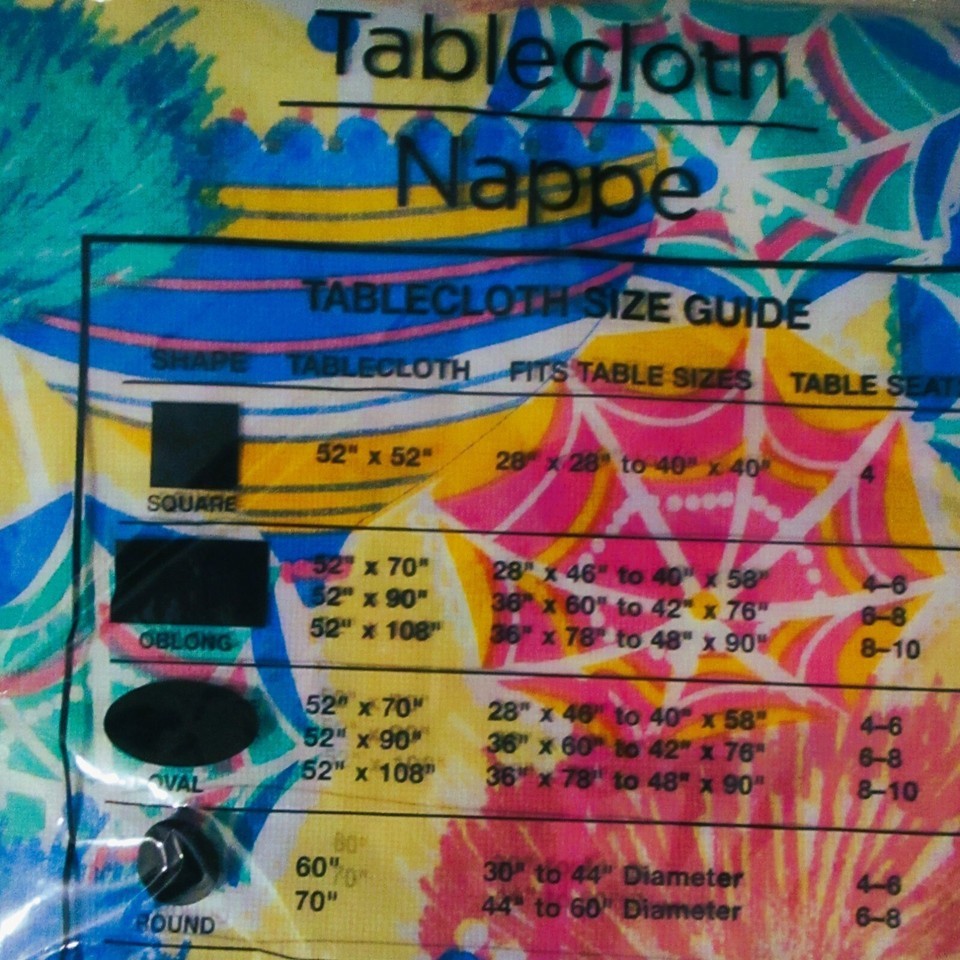 Tablecloth
Nappe
TABLECLOTH SIZE GUIDE
SHAPE TABLECLOTH FITS TABLE SIZES TABLE SEAT
52" x 52" 28" x 28" to 40" x 40" 4
SQUARE
52" x 70" 28" x 46" to 40" x 58" 4–6
52" x 90" 36" x 60" to 42" x 76" 6–8
52" x 108" 36" x 78" to 48" x 90" 8–10
OBLONG
52" x 70" 28" x 46" to 40" x 58" 4–6
52" x 90" 36" x 60" to 42" x 76" 6–8
52" x 108" 36" x 78" to 48" x 90" 8–10
OVAL
60" 30" to 44" Diameter 4–6
70" 44" to 60" Diameter 6–8
ROUND